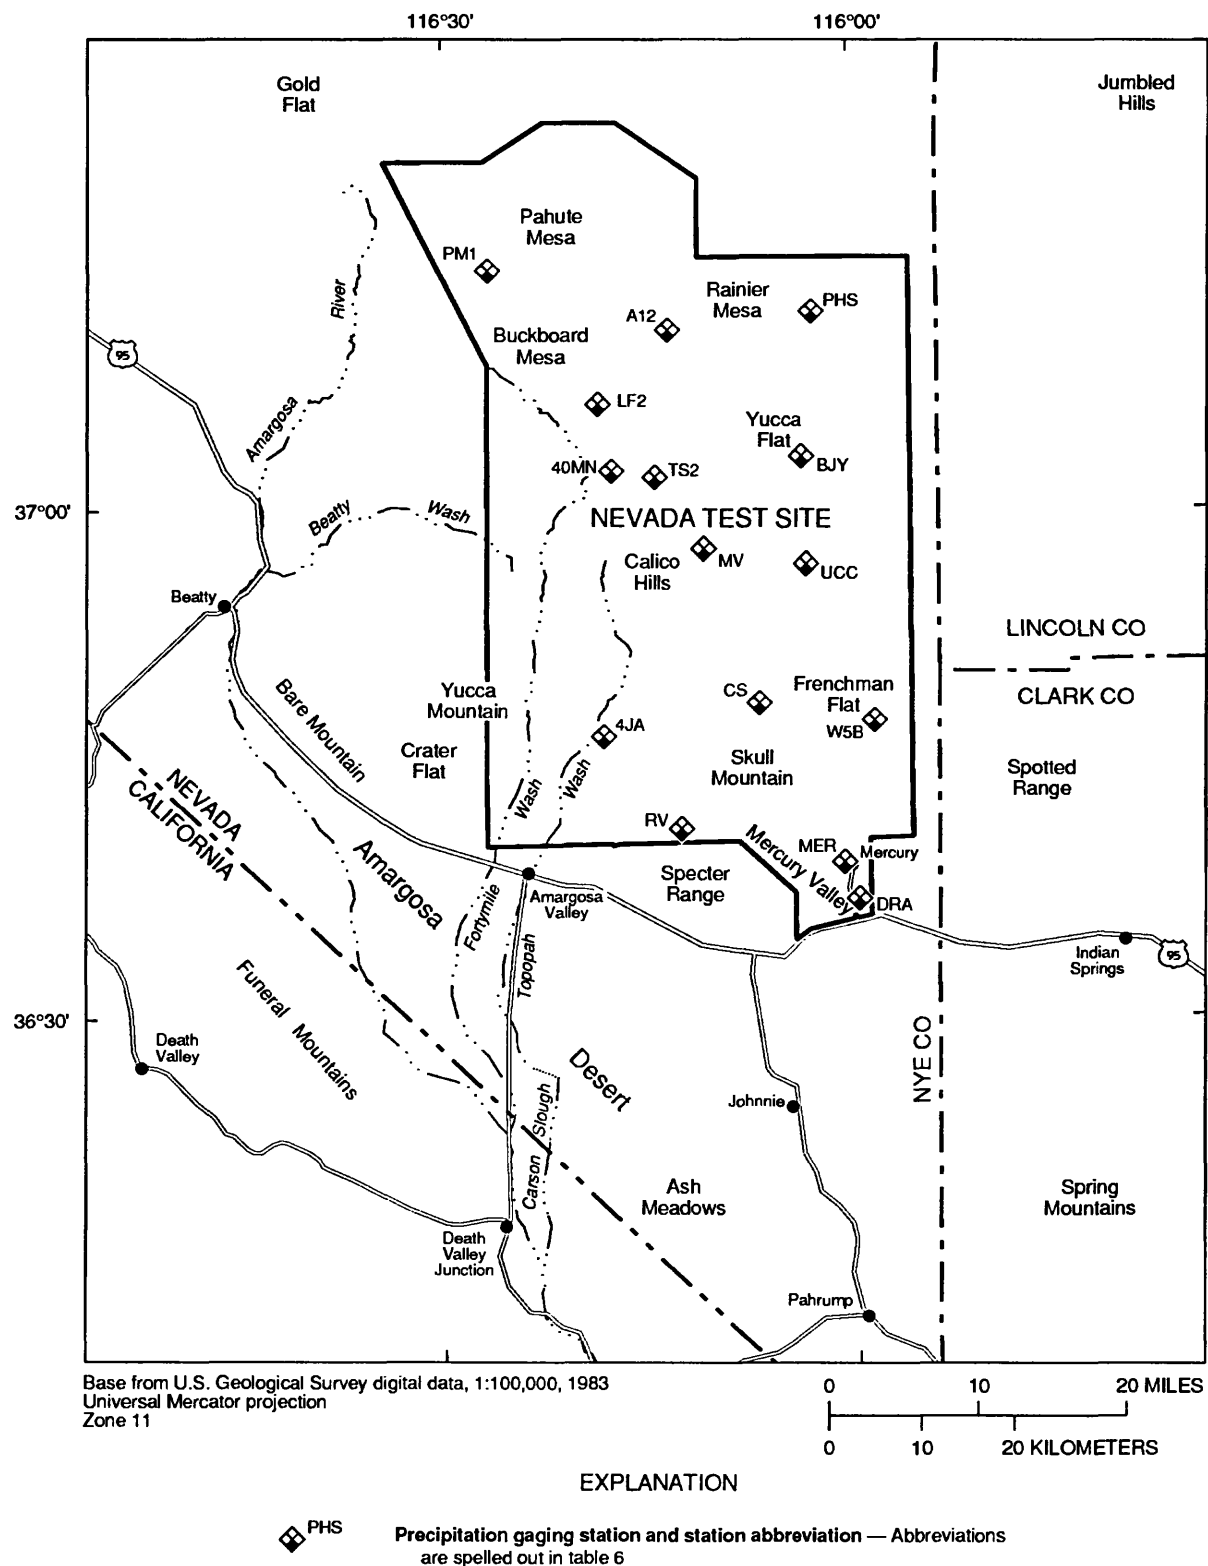 116°30'
116°00'
Gold
Flat
Jumbled
Hills
Pahute
Mesa
PM1
River
Rainier
Mesa
PHS
A12
Buckboard
Mesa
95
LF2
Amargosa
Yucca
Flat
BJY
40MN
TS2
37°00'
Beatty
Wash
NEVADA TEST SITE
Calico
Hills
MV
UCC
Beatty
LINCOLN CO
CLARK CO
Yucca
Mountain
CS
Frenchman
Flat
W5B
Bare Mountain
4JA
Crater
Flat
Skull
Mountain
Spotted
Range
Wash
Wash
NEVADA
CALIFORNIA
RV
Mercury Valley
MER
Mercury
Amargosa
Specter
Range
DRA
Amargosa
Valley
Fortymile
Topopah
Indian
Springs
95
Funeral Mountains
36°30'
Death
Valley
NYE CO
Desert
Johnnie
Slough
Carson
Ash
Meadows
Spring
Mountains
Death
Valley
Junction
Pahrump
Base from U.S. Geological Survey digital data, 1:100,000, 1983
Universal Mercator projection
Zone 11
0 10 20 MILES
0 10 20 KILOMETERS
EXPLANATION
PHS
Precipitation gaging station and station abbreviation — Abbreviations
are spelled out in table 6